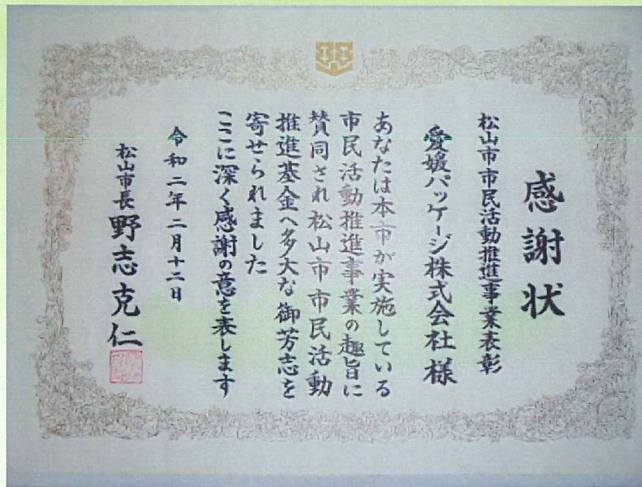 感謝状
松山市市民活動推進事業表彰
愛媛パッケージ株式会社様
あなたは本市が実施している
市民活動推進事業の趣旨に
賛同され松山市市民活動
推進基金へ多大な御芳志を
寄せられました
ここに深く感謝の意を表します
令和二年二月十二日
松山市長 野志克仁